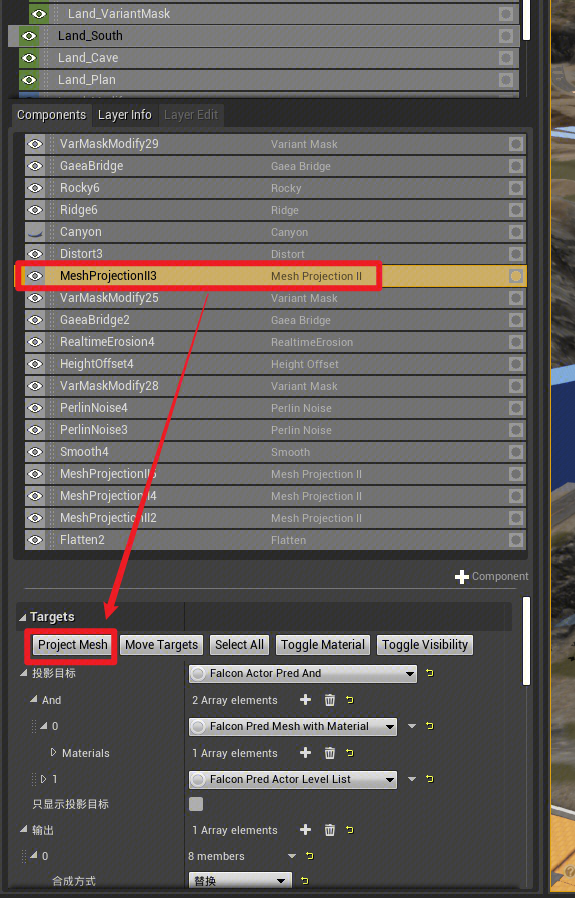 Land_VariantMask
Land_South
Land_Cave
Land_Plan
Components Layer Info Layer Edit
VarMaskModify29 Variant Mask
GaeaBridge Gaea Bridge
Rocky6 Rocky
Ridge6 Ridge
Canyon Canyon
Distort3 Distort
MeshProjectionII3 Mesh Projection II
VarMaskModify25 Variant Mask
GaeaBridge2 Gaea Bridge
RealtimeErosion4 RealtimeErosion
HeightOffset4 Height Offset
VarMaskModify28 Variant Mask
PerlinNoise4 Perlin Noise
PerlinNoise3 Perlin Noise
Smooth4 Smooth
Mesh Projection II
Mesh Projection II
MeshProjectionII2 Mesh Projection II
Flatten2 Flatten
Component
Targets
Project Mesh Move Targets Select All Toggle Material Toggle Visibility
投影目标 Falcon Actor Pred And
And 2 Array elements
0 Falcon Pred Mesh with Material
Materials 1 Array elements
1 Falcon Pred Actor Level List
只显示投影目标
输出 1 Array elements
0 8 members
合成方式 替换